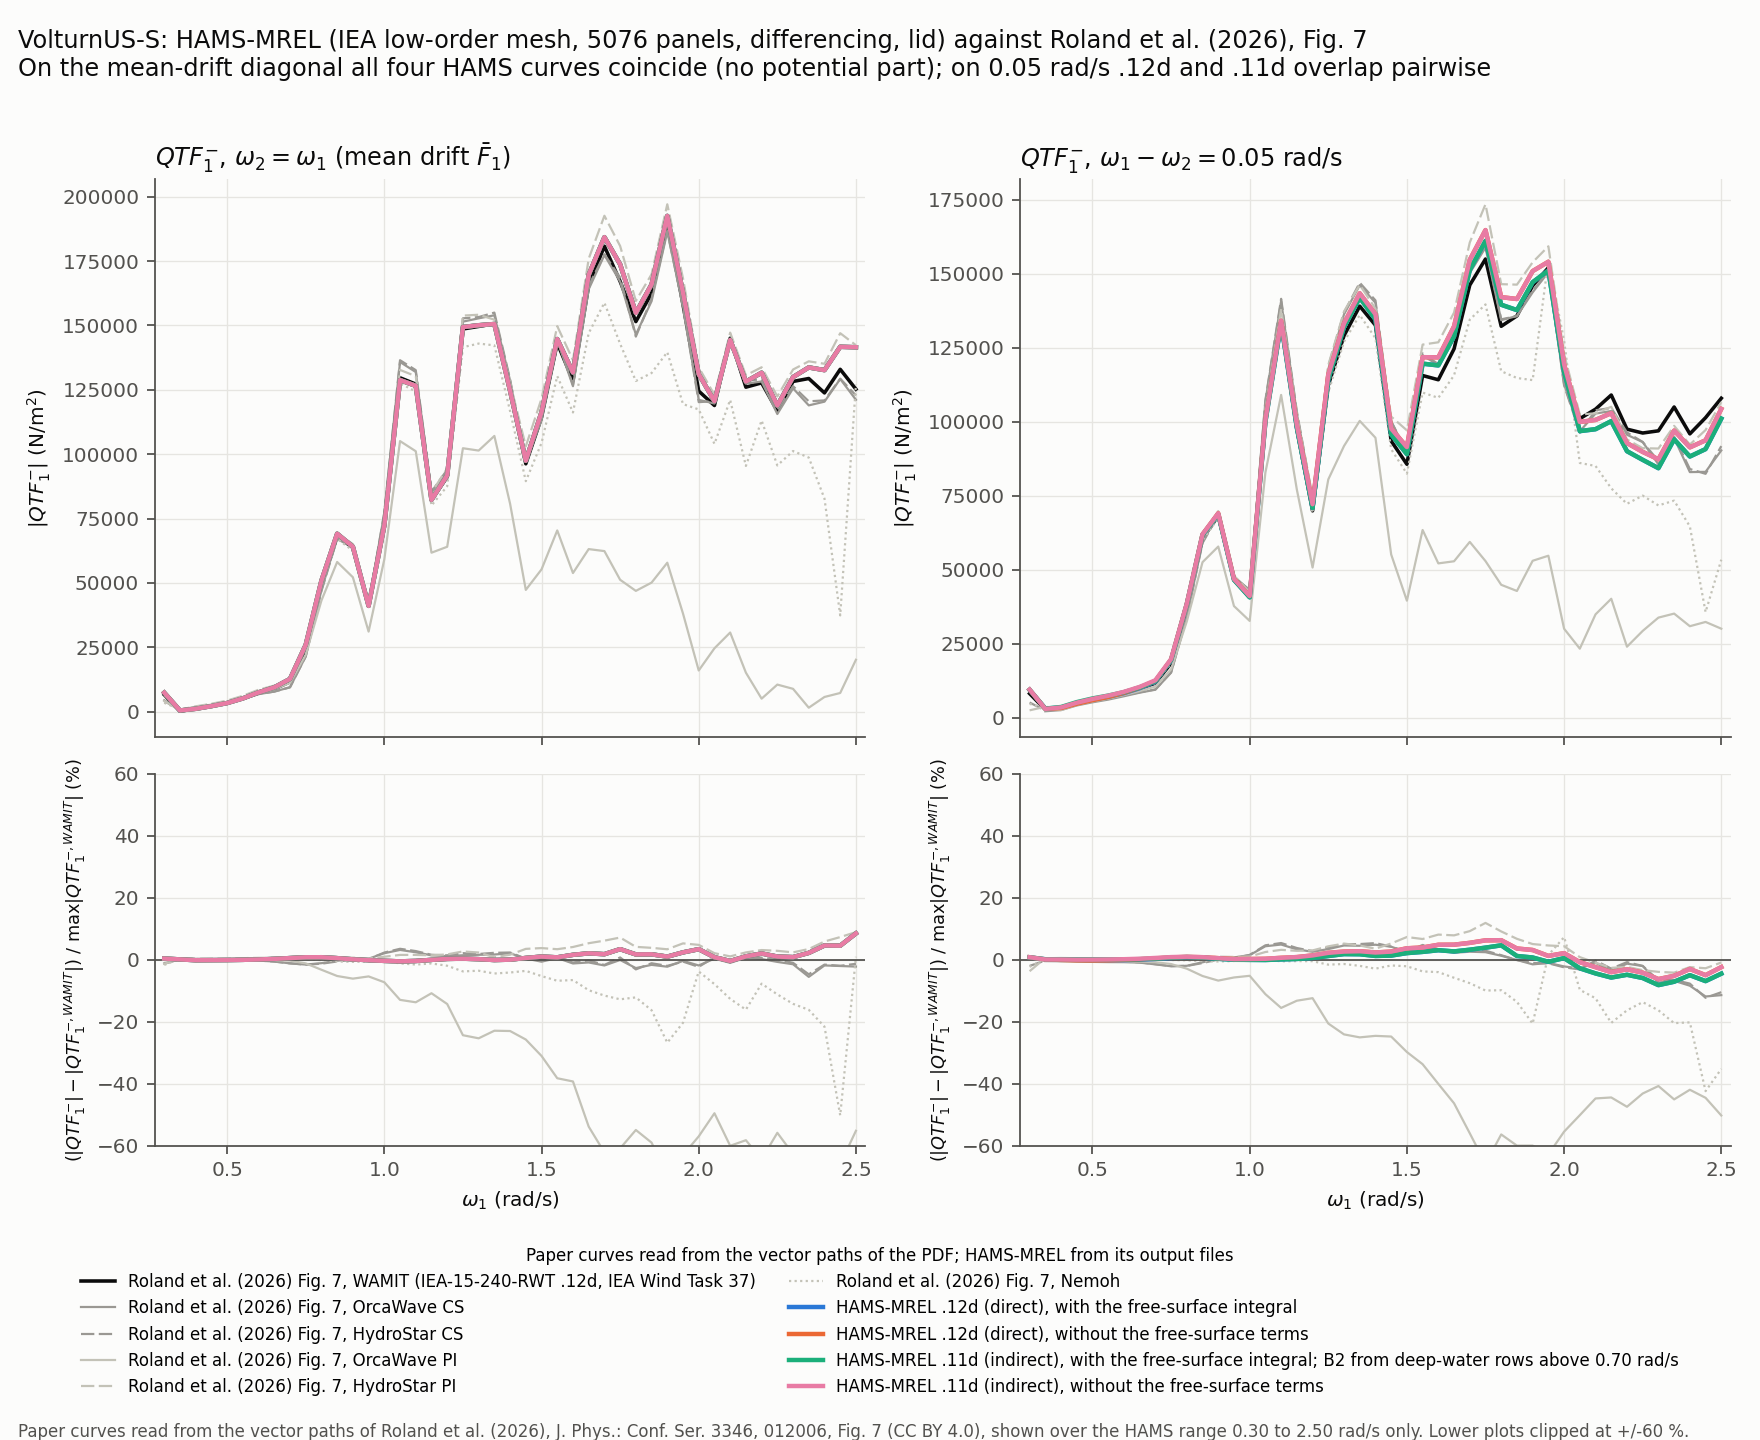 VolturnUS-S: HAMS-MREL (IEA low-order mesh, 5076 panels, differencing, lid) against Roland et al. (2026), Fig. 7
On the mean-drift diagonal all four HAMS curves coincide (no potential part); on 0.05 rad/s .12d and .11d overlap pairwise
QTF₁⁻, ω₂ = ω₁ (mean drift F̄₁)
|QTF₁⁻| (N/m²)
200000
175000
150000
125000
100000
75000
50000
25000
0
QTF₁⁻, ω₁ − ω₂ = 0.05 rad/s
|QTF₁⁻| (N/m²)
175000
150000
125000
100000
75000
50000
25000
0
(|QTF₁⁻| − |QTF₁⁻,ᵂᴬᴹᴵᵀ|) / max|QTF₁⁻,ᵂᴬᴹᴵᵀ| (%)
60
40
20
0
−20
−40
−60
0.5 1.0 1.5 2.0 2.5
ω₁ (rad/s)
(|QTF₁⁻| − |QTF₁⁻,ᵂᴬᴹᴵᵀ|) / max|QTF₁⁻,ᵂᴬᴹᴵᵀ| (%)
60
40
20
0
−20
−40
−60
0.5 1.0 1.5 2.0 2.5
ω₁ (rad/s)
Paper curves read from the vector paths of the PDF; HAMS-MREL from its output files
Roland et al. (2026) Fig. 7, WAMIT (IEA-15-240-RWT .12d, IEA Wind Task 37)
Roland et al. (2026) Fig. 7, OrcaWave CS
Roland et al. (2026) Fig. 7, HydroStar CS
Roland et al. (2026) Fig. 7, OrcaWave PI
Roland et al. (2026) Fig. 7, HydroStar PI
Roland et al. (2026) Fig. 7, Nemoh
HAMS-MREL .12d (direct), with the free-surface integral
HAMS-MREL .12d (direct), without the free-surface terms
HAMS-MREL .11d (indirect), with the free-surface integral; B2 from deep-water rows above 0.70 rad/s
HAMS-MREL .11d (indirect), without the free-surface terms
Paper curves read from the vector paths of Roland et al. (2026), J. Phys.: Conf. Ser. 3346, 012006, Fig. 7 (CC BY 4.0), shown over the HAMS range 0.30 to 2.50 rad/s only. Lower plots clipped at +/-60 %.